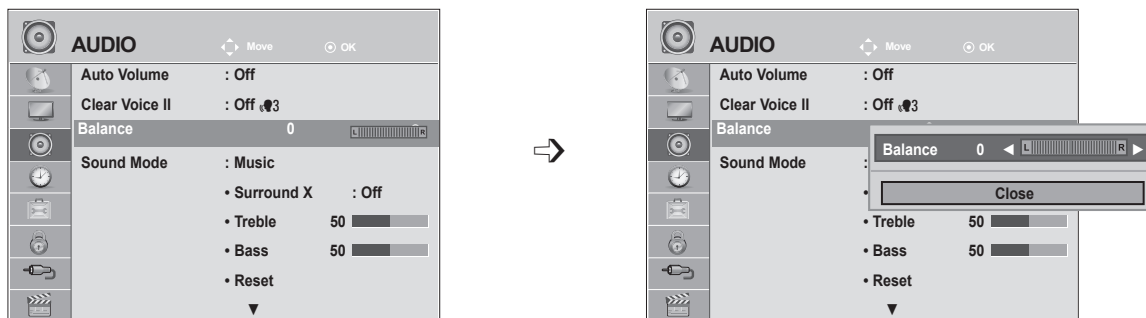 AUDIO Move OK
Auto Volume : Off
Clear Voice II : Off 3
Balance 0 L R
Sound Mode : Music
• Surround X : Off
• Treble 50
• Bass 50
• Reset
AUDIO Move OK
Auto Volume : Off
Clear Voice II : Off 3
Balance
Balance 0 L R
Sound Mode :
Close
•
• Treble 50
• Bass 50
• Reset